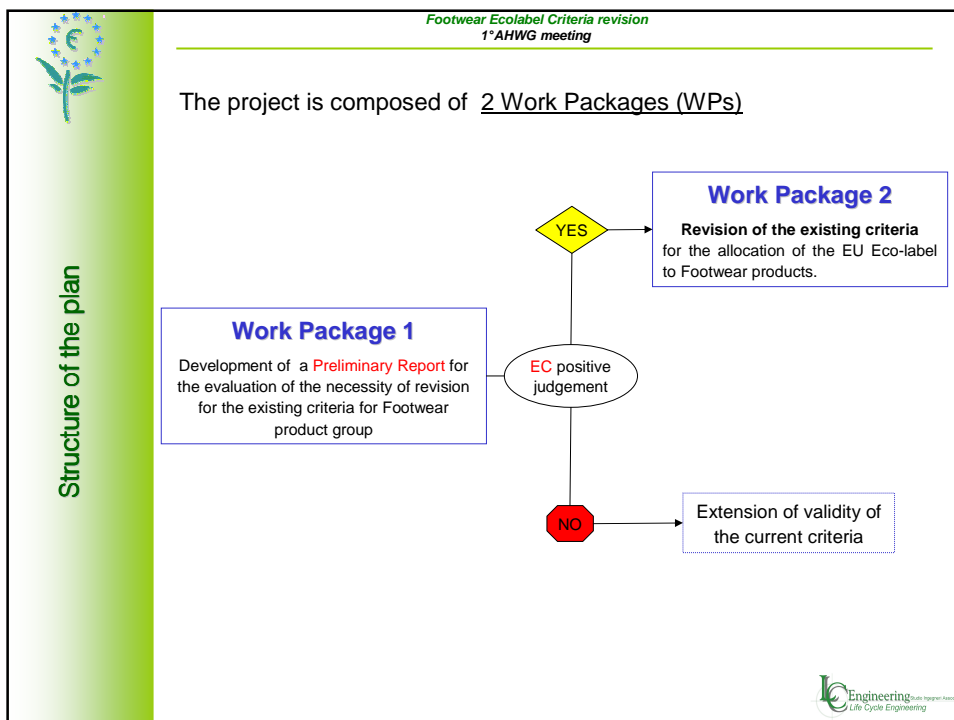 Footwear Ecolabel Criteria revision
1°AHWG meeting
The project is composed of 2 Work Packages (WPs)
Structure of the plan
Work Package 2
Revision of the existing criteria
for the allocation of the EU Eco-label
to Footwear products.
YES
Work Package 1
Development of a Preliminary Report for
the evaluation of the necessity of revision
for the existing criteria for Footwear
product group
EC positive
judgement
NO
Extension of validity of
the current criteria
LC Engineering
Life Cycle Engineering